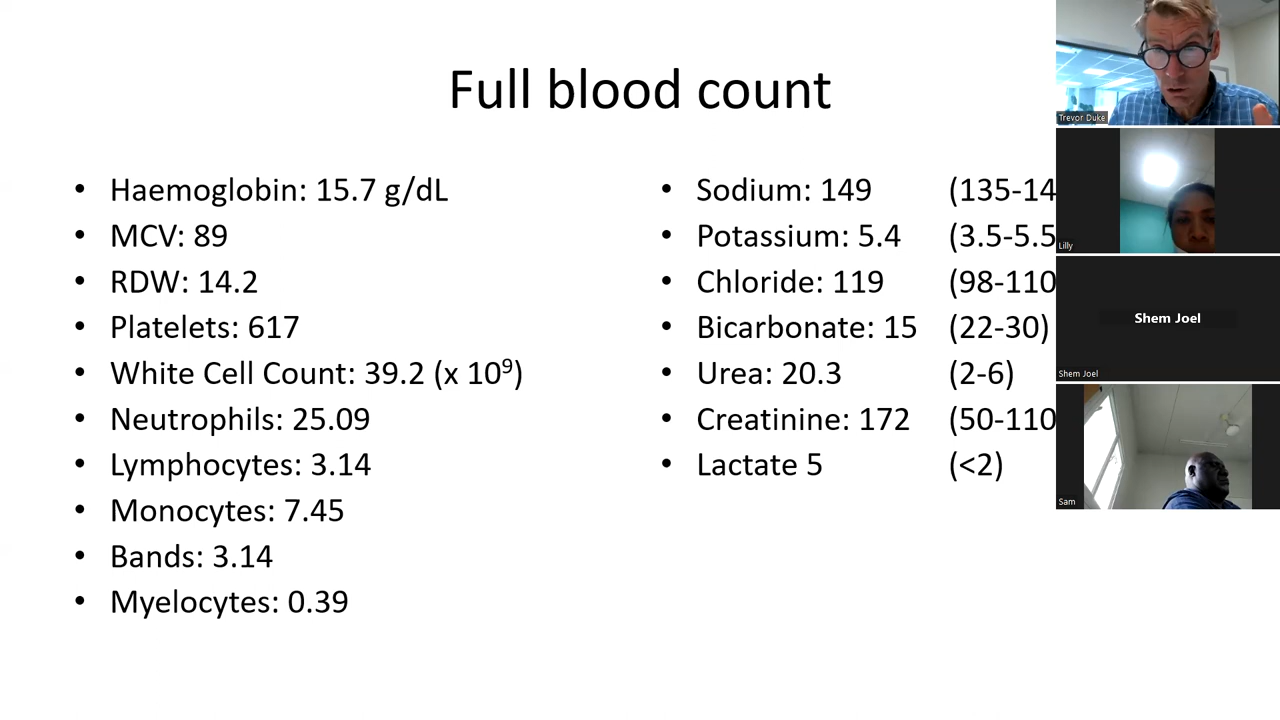 Full blood count
• Haemoglobin: 15.7 g/dL
• MCV: 89
• RDW: 14.2
• Platelets: 617
• White Cell Count: 39.2 (x 10⁹)
• Neutrophils: 25.09
• Lymphocytes: 3.14
• Monocytes: 7.45
• Bands: 3.14
• Myelocytes: 0.39
• Sodium: 149 (135-14
• Potassium: 5.4 (3.5-5.5
• Chloride: 119 (98-110
• Bicarbonate: 15 (22-30)
• Urea: 20.3 (2-6)
• Creatinine: 172 (50-110
• Lactate 5 (<2)
Trevor Duke
Lilly
Shem Joel
Shem Joel
Sam